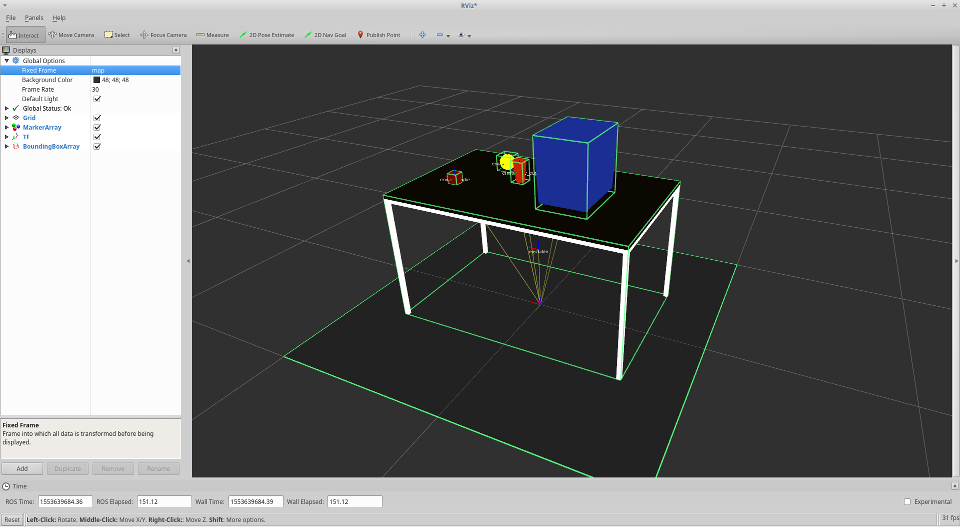 RViz*
File Panels Help
Interact Move Camera Select Focus Camera Measure 2D Pose Estimate 2D Nav Goal Publish Point
Displays
Global Options
Fixed Frame map
Background Color 48; 48; 48
Frame Rate 30
Default Light
Global Status: Ok
Grid
MarkerArray
TF
BoundingBoxArray
Fixed Frame
Frame into which all data is transformed before being
displayed.
Add Duplicate Remove Rename
Time
ROS Time: 1553639684.36 ROS Elapsed: 151.12 Wall Time: 1553639684.39 Wall Elapsed: 151.12 Experimental
Reset Left-Click: Rotate. Middle-Click: Move X/Y. Right-Click: Move Z. Shift: More options. 31 fps